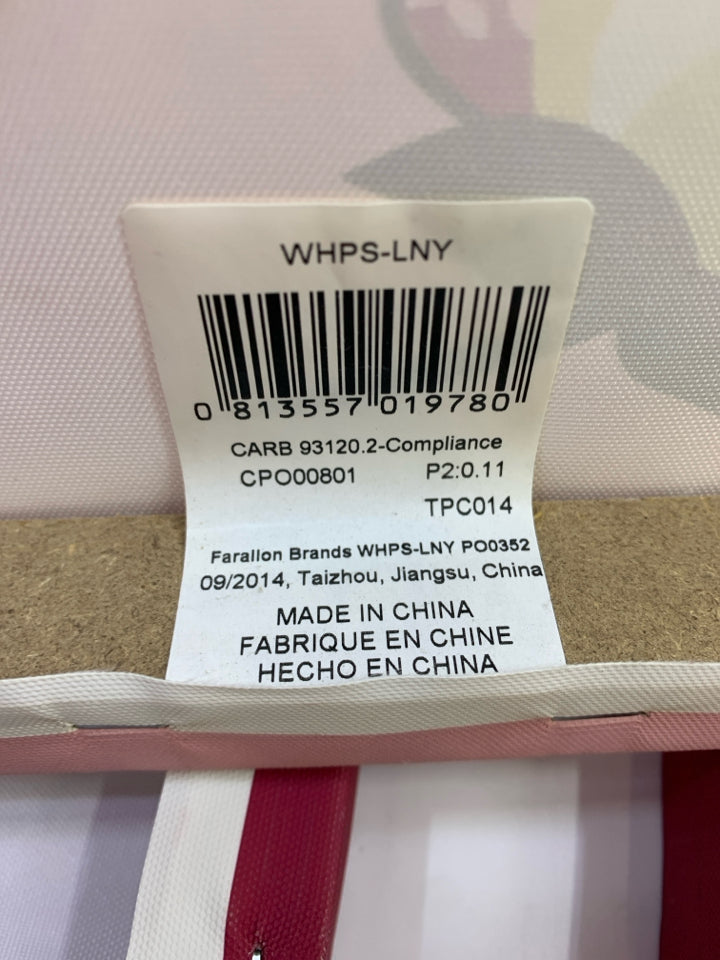 WHPS-LNY
0 813557 019780
CARB 93120.2-Compliance
CPO00801 P2:0.11
TPC014
Farallon Brands WHPS-LNY PO0352
09/2014, Taizhou, Jiangsu, China
MADE IN CHINA
FABRIQUE EN CHINE
HECHO EN CHINA